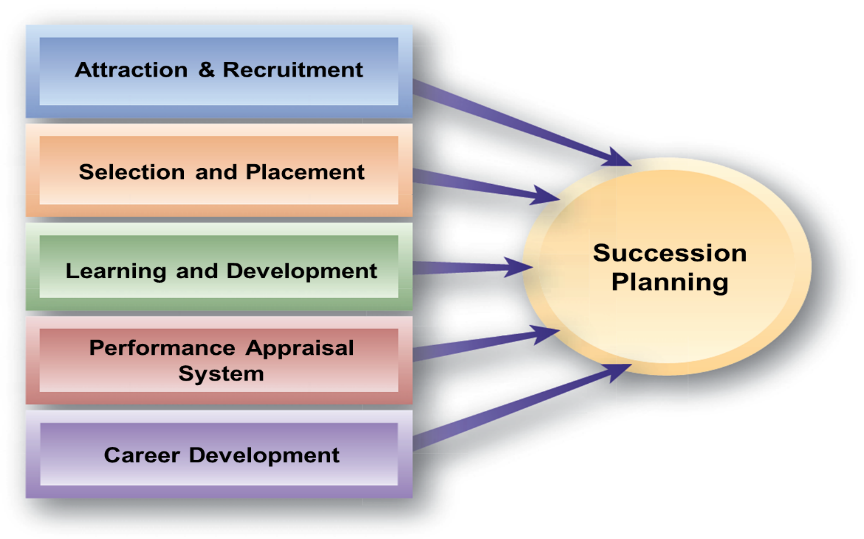 Attraction & Recruitment
Selection and Placement
Learning and Development
Performance Appraisal
System
Career Development
Succession
Planning